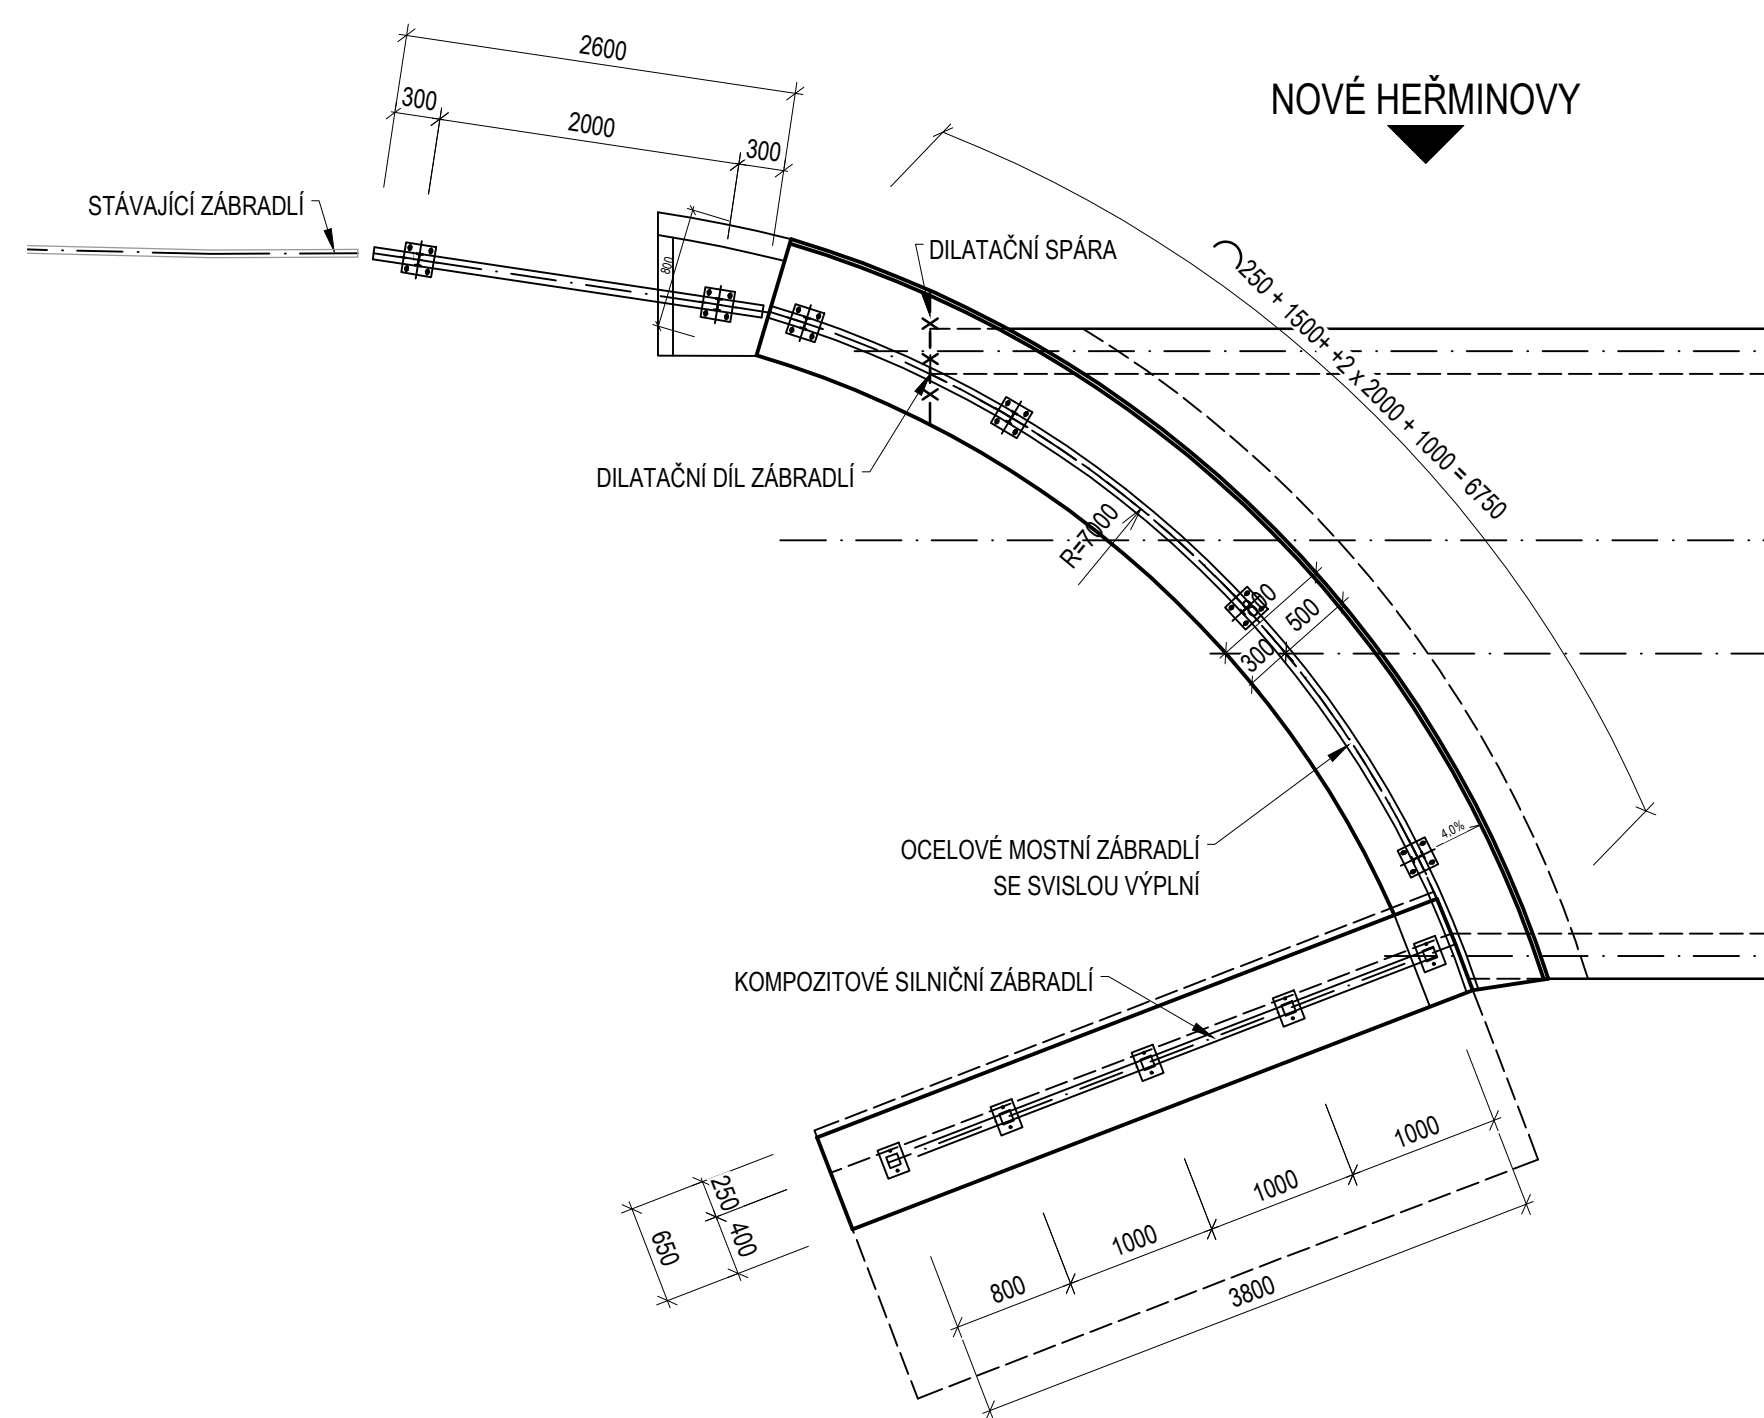 2600
300
2000
300
NOVÉ HEŘMINOVY
STÁVAJÍCÍ ZÁBRADLÍ
800
DILATAČNÍ SPÁRA
250 + 1500+ +2 x 2000 + 1000 = 6750
DILATAČNÍ DÍL ZÁBRADLÍ
R=7000
800
500
300
OCELOVÉ MOSTNÍ ZÁBRADLÍ
SE SVISLOU VÝPLNÍ
4,0%
KOMPOZITOVÉ SILNIČNÍ ZÁBRADLÍ
250
400
650
800
1000
1000
1000
3800